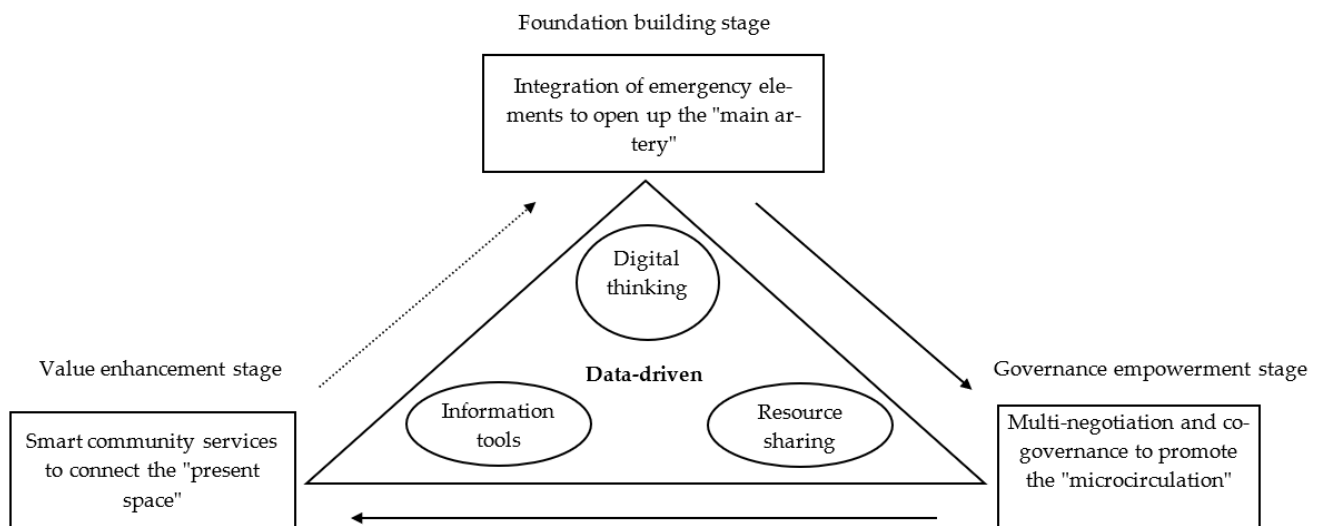 Foundation building stage
Integration of emergency ele-
ments to open up the "main ar-
tery"
Digital
thinking
Value enhancement stage
Data-driven
Governance empowerment stage
Information
tools
Resource
sharing
Smart community services
to connect the "present
space"
Multi-negotiation and co-
governance to promote
the "microcirculation"